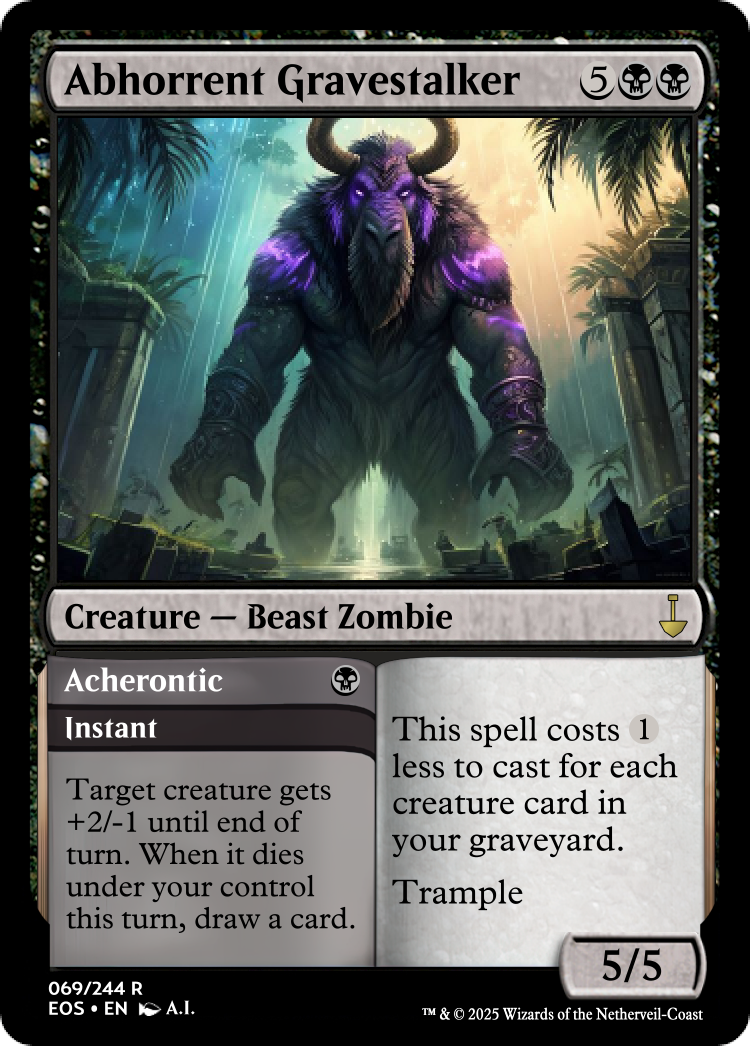 Abhorrent Gravestalker 5
Creature — Beast Zombie
Acherontic
Instant
Target creature gets
+2/-1 until end of
turn. When it dies
under your control
this turn, draw a card.
This spell costs 1
less to cast for each
creature card in
your graveyard.
Trample
5/5
069/244 R
EOS • EN A.I.
™ & © 2025 Wizards of the Netherveil-Coast